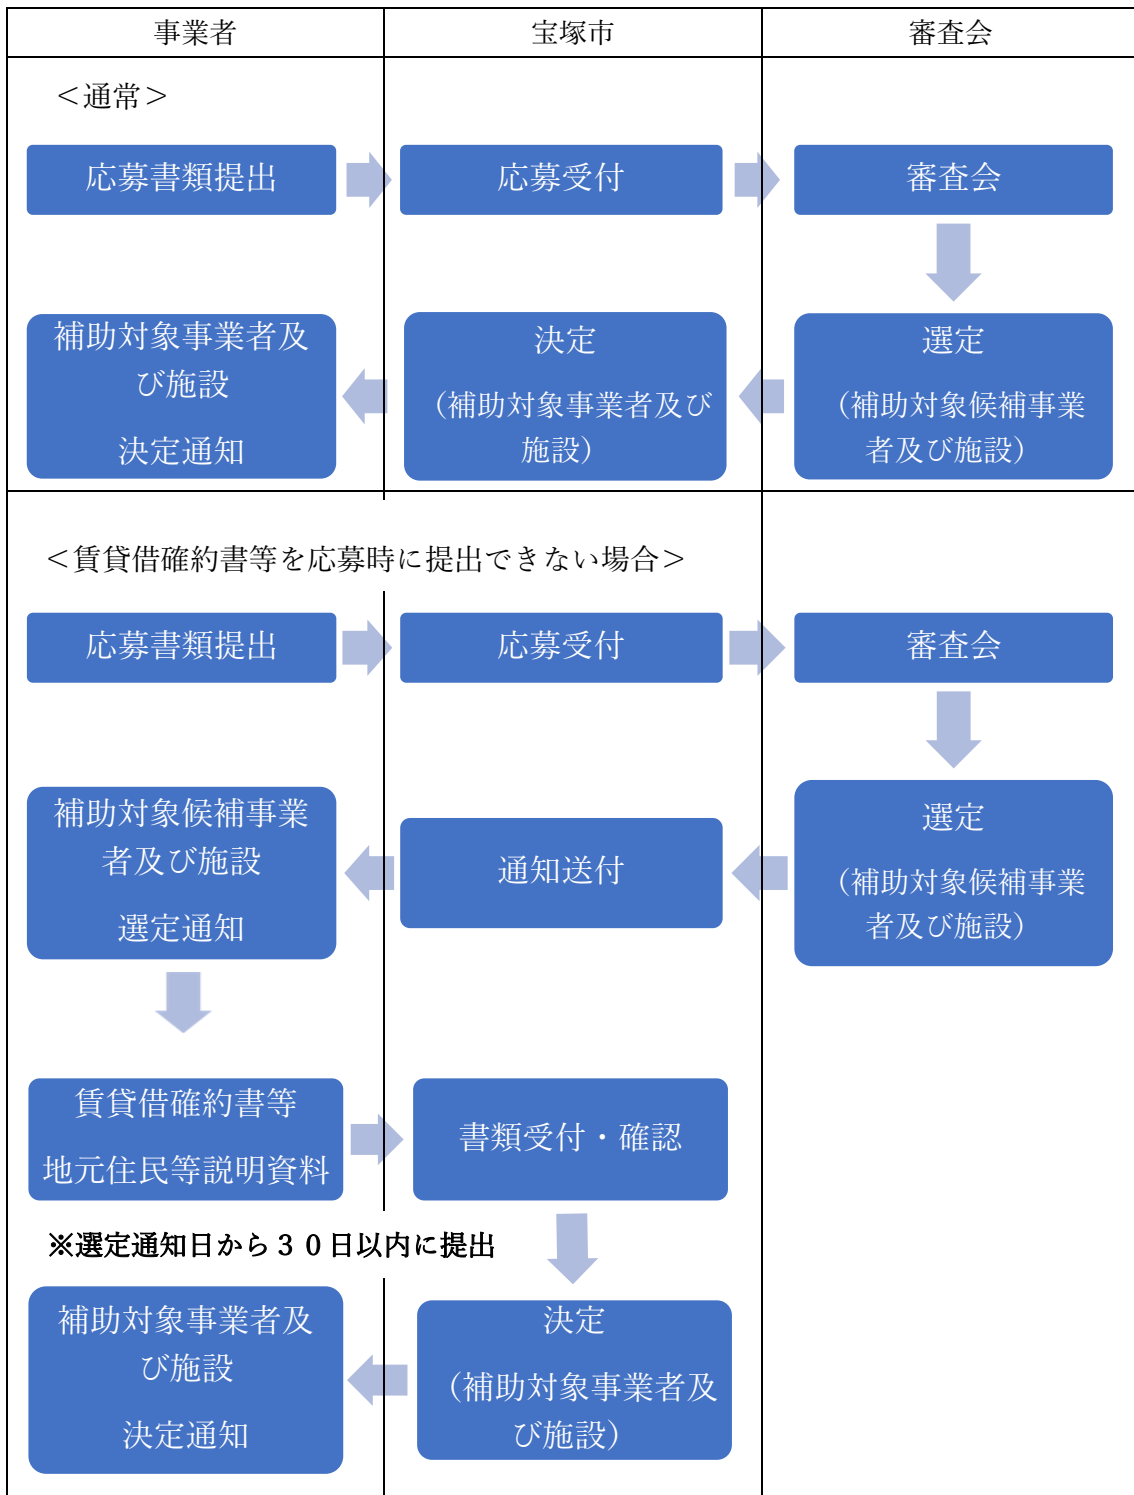 事業者
宝塚市
審査会
＜通常＞
応募書類提出
応募受付
審査会
補助対象事業者及
び施設
決定通知
決定
（補助対象事業者及び
施設）
選定
（補助対象候補事業
者及び施設）
＜賃貸借確約書等を応募時に提出できない場合＞
応募書類提出
応募受付
審査会
補助対象候補事業
者及び施設
選定通知
通知送付
選定
（補助対象候補事業
者及び施設）
賃貸借確約書等
地元住民等説明資料
書類受付・確認
※選定通知日から３０日以内に提出
補助対象事業者及
び施設
決定通知
決定
（補助対象事業者及
び施設）